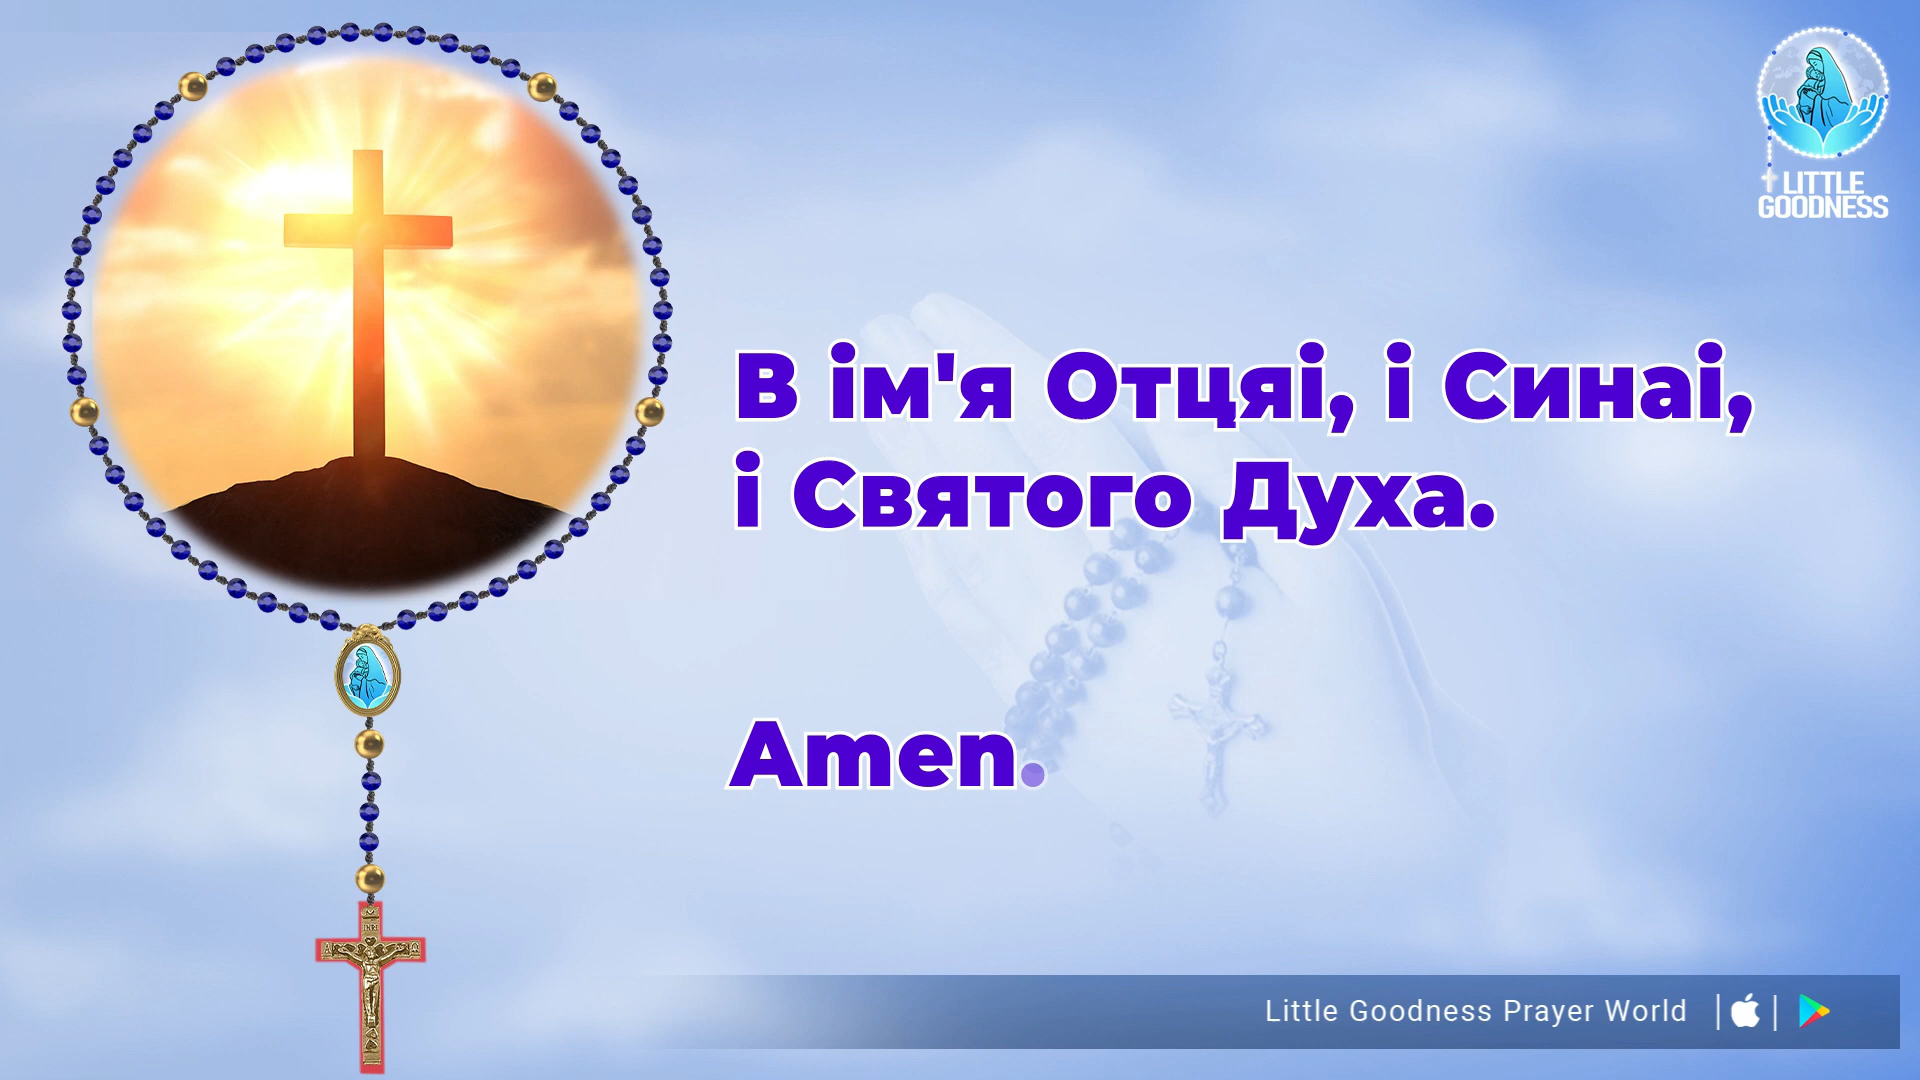 LITTLE
GOODNESS
В ім'я Отцяі, і Синаі,
і Святого Духа.
Amen.
INRI
Little Goodness Prayer World